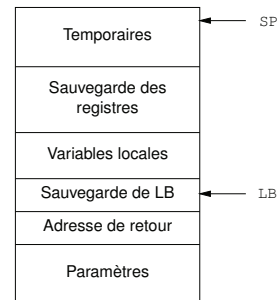 Temporaires
SP
Sauvegarde des
registres
Variables locales
Sauvegarde de LB
LB
Adresse de retour
Paramètres